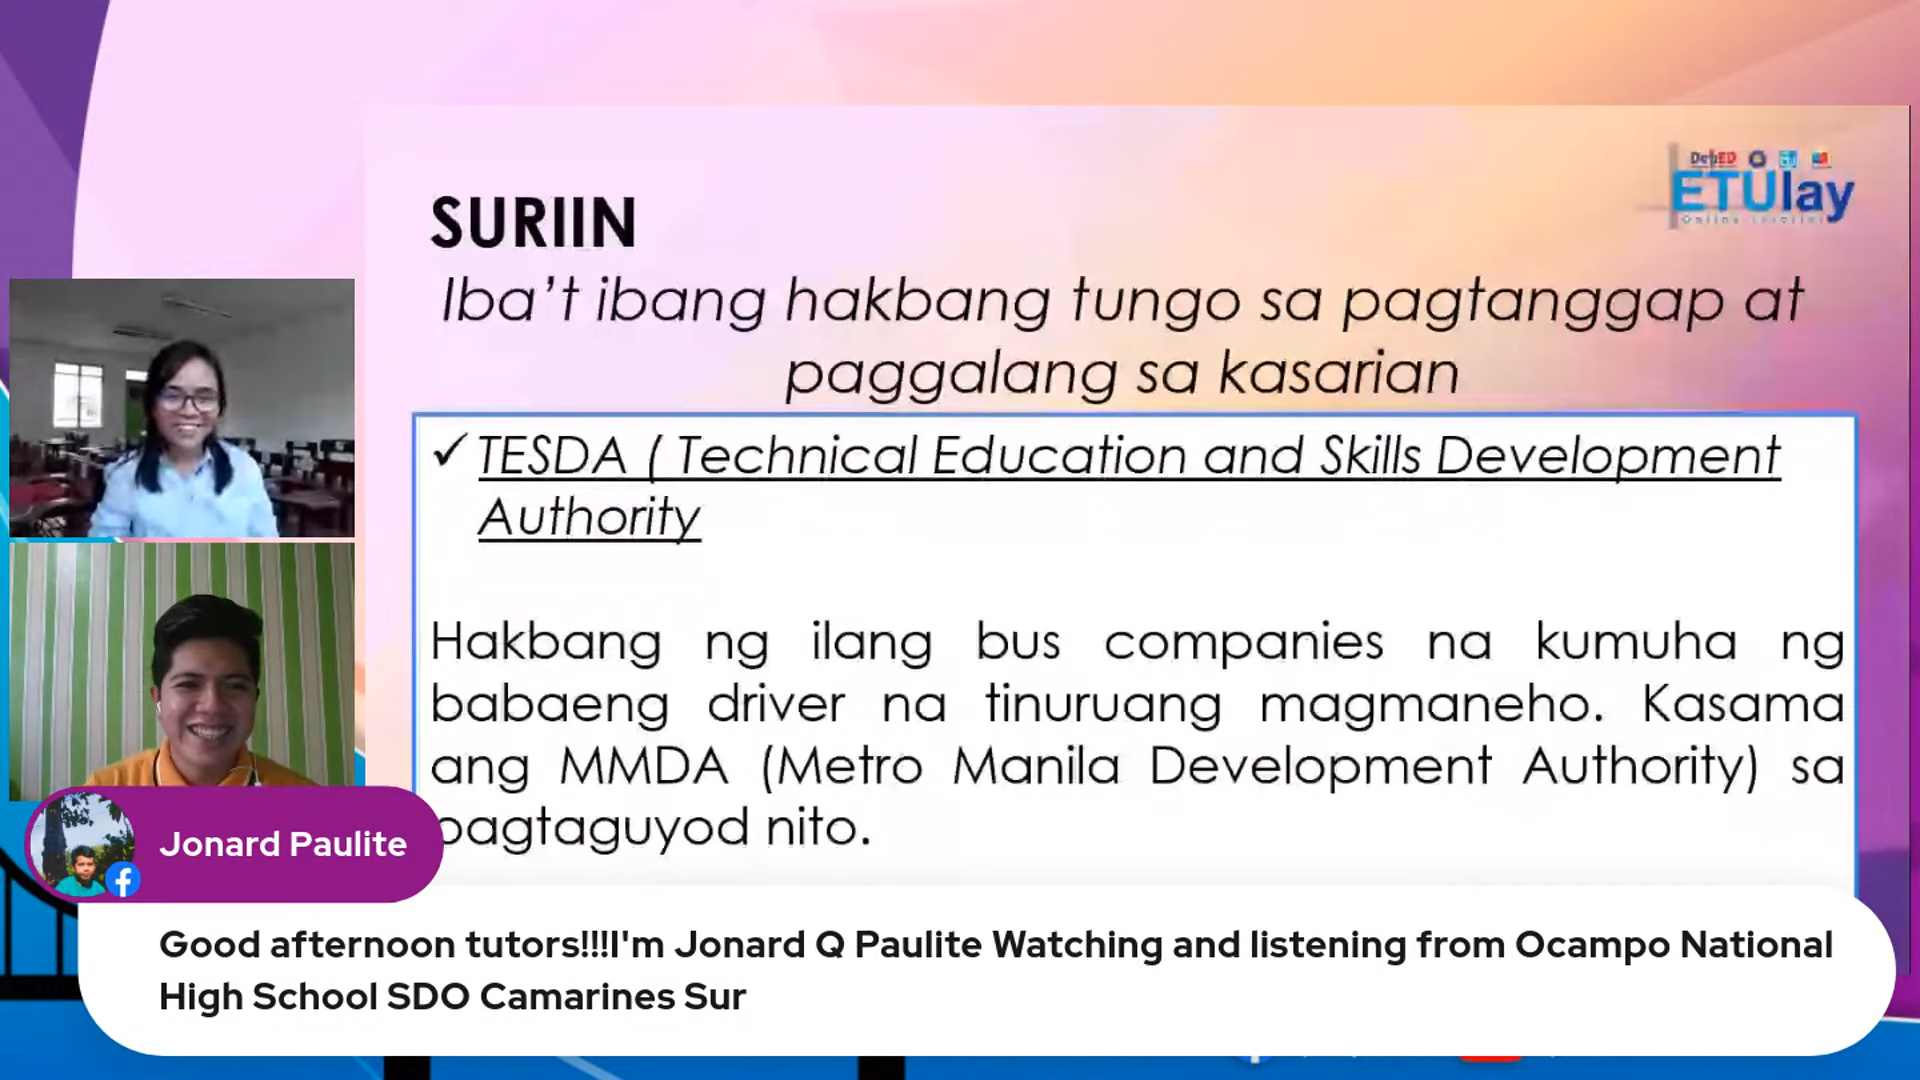 DepED
ETUlay
Online Tutorial
SURIIN
Iba't ibang hakbang tungo sa pagtanggap at
paggalang sa kasarian
✓ TESDA ( Technical Education and Skills Development
Authority
Hakbang ng ilang bus companies na kumuha ng
babaeng driver na tinuruang magmaneho. Kasama
ang MMDA (Metro Manila Development Authority) sa
pagtaguyod nito.
Jonard Paulite
Good afternoon tutors!!!I'm Jonard Q Paulite Watching and listening from Ocampo National
High School SDO Camarines Sur